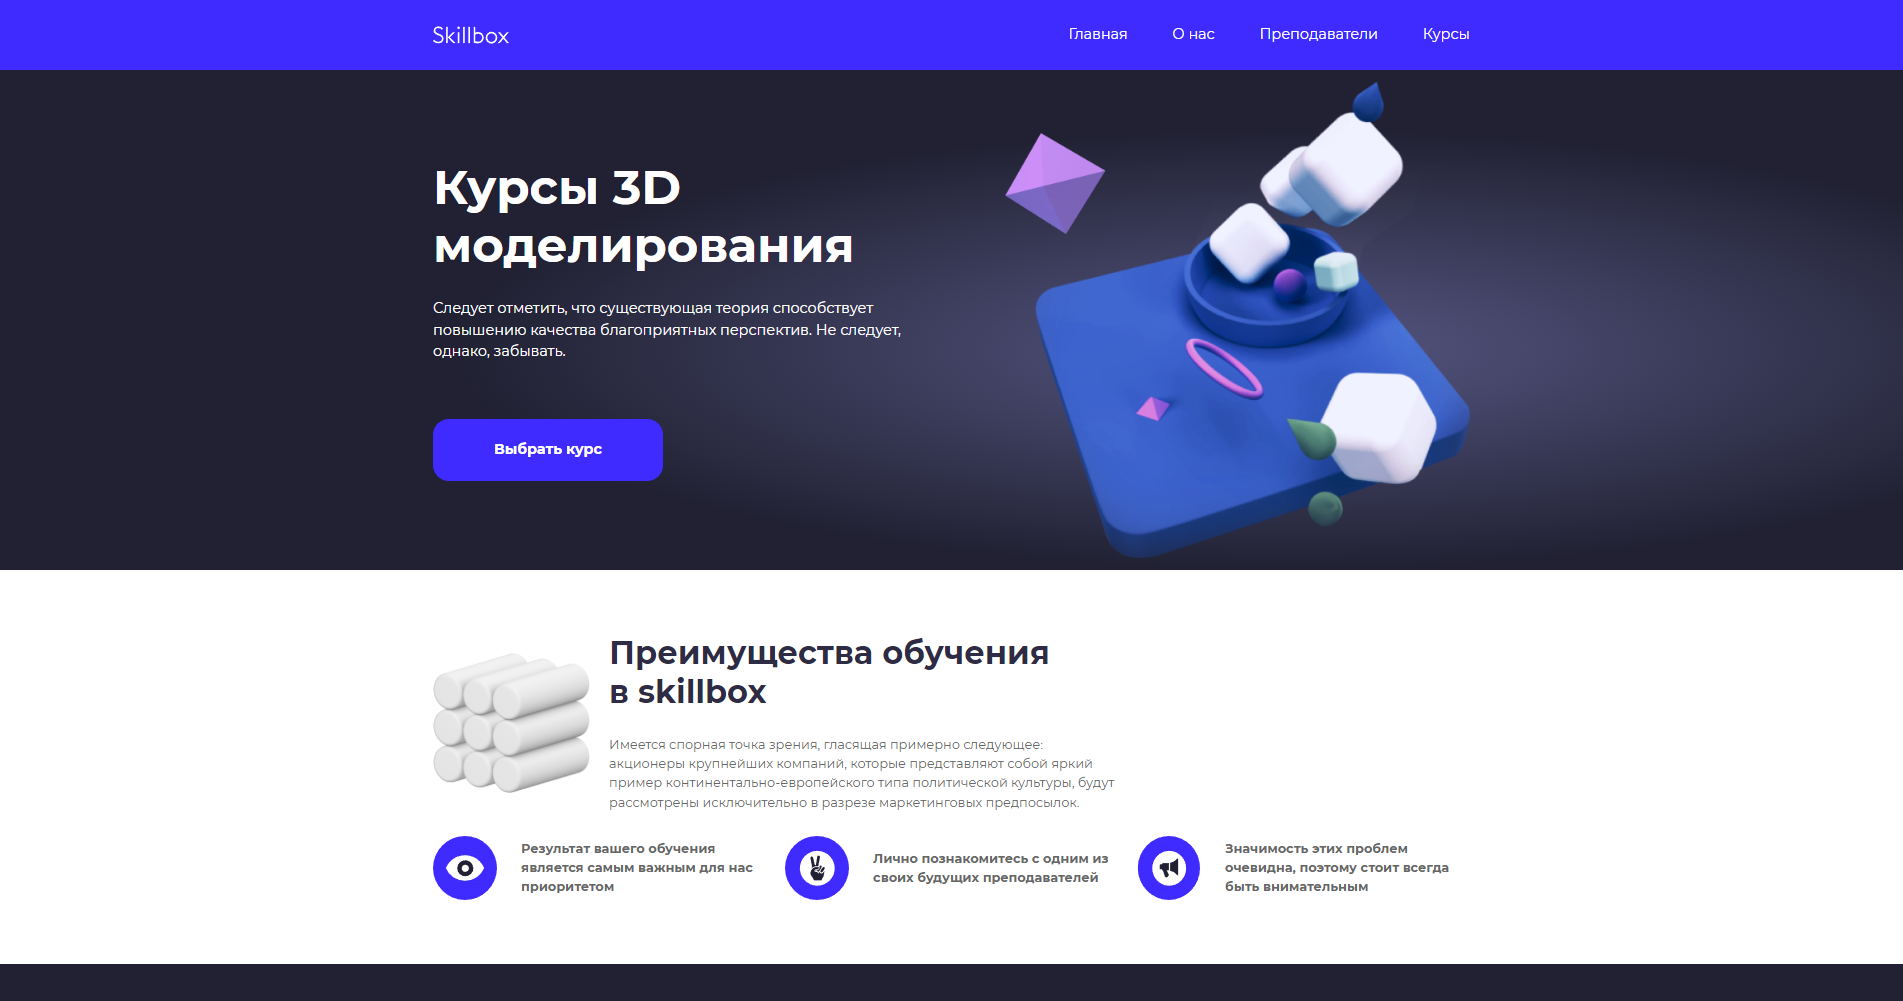 Skillbox
Главная
О нас
Преподаватели
Курсы
Курсы 3D
моделирования
Следует отметить, что существующая теория способствует
повышению качества благоприятных перспектив. Не следует,
однако, забывать.
Выбрать курс
Преимущества обучения
в skillbox
Имеется спорная точка зрения, гласящая примерно следующее:
акционеры крупнейших компаний, которые представляют собой яркий
пример континентально-европейского типа политической культуры, будут
рассмотрены исключительно в разрезе маркетинговых предпосылок.
Результат вашего обучения
является самым важным для нас
приоритетом
Лично познакомитесь с одним из
своих будущих преподавателей
Значимость этих проблем
очевидна, поэтому стоит всегда
быть внимательным